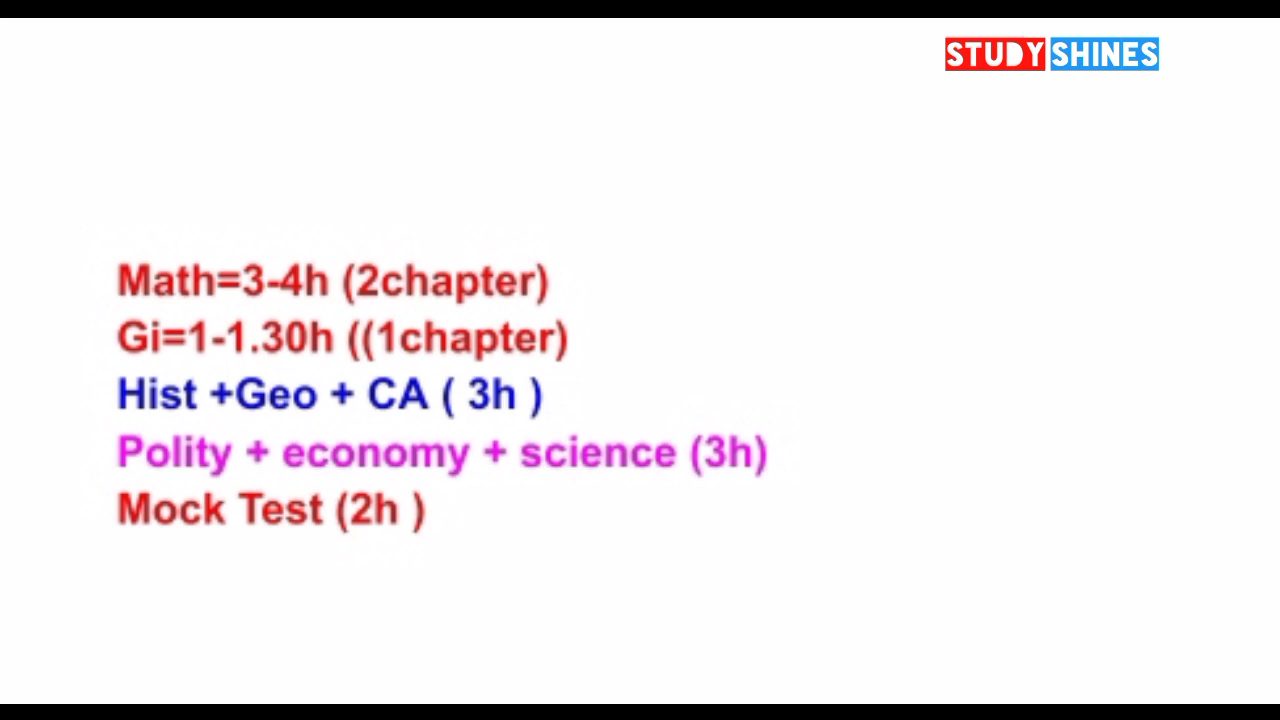 STUDY SHINES
Math=3-4h (2chapter)
Gi=1-1.30h ((1chapter)
Hist +Geo + CA ( 3h )
Polity + economy + science (3h)
Mock Test (2h )